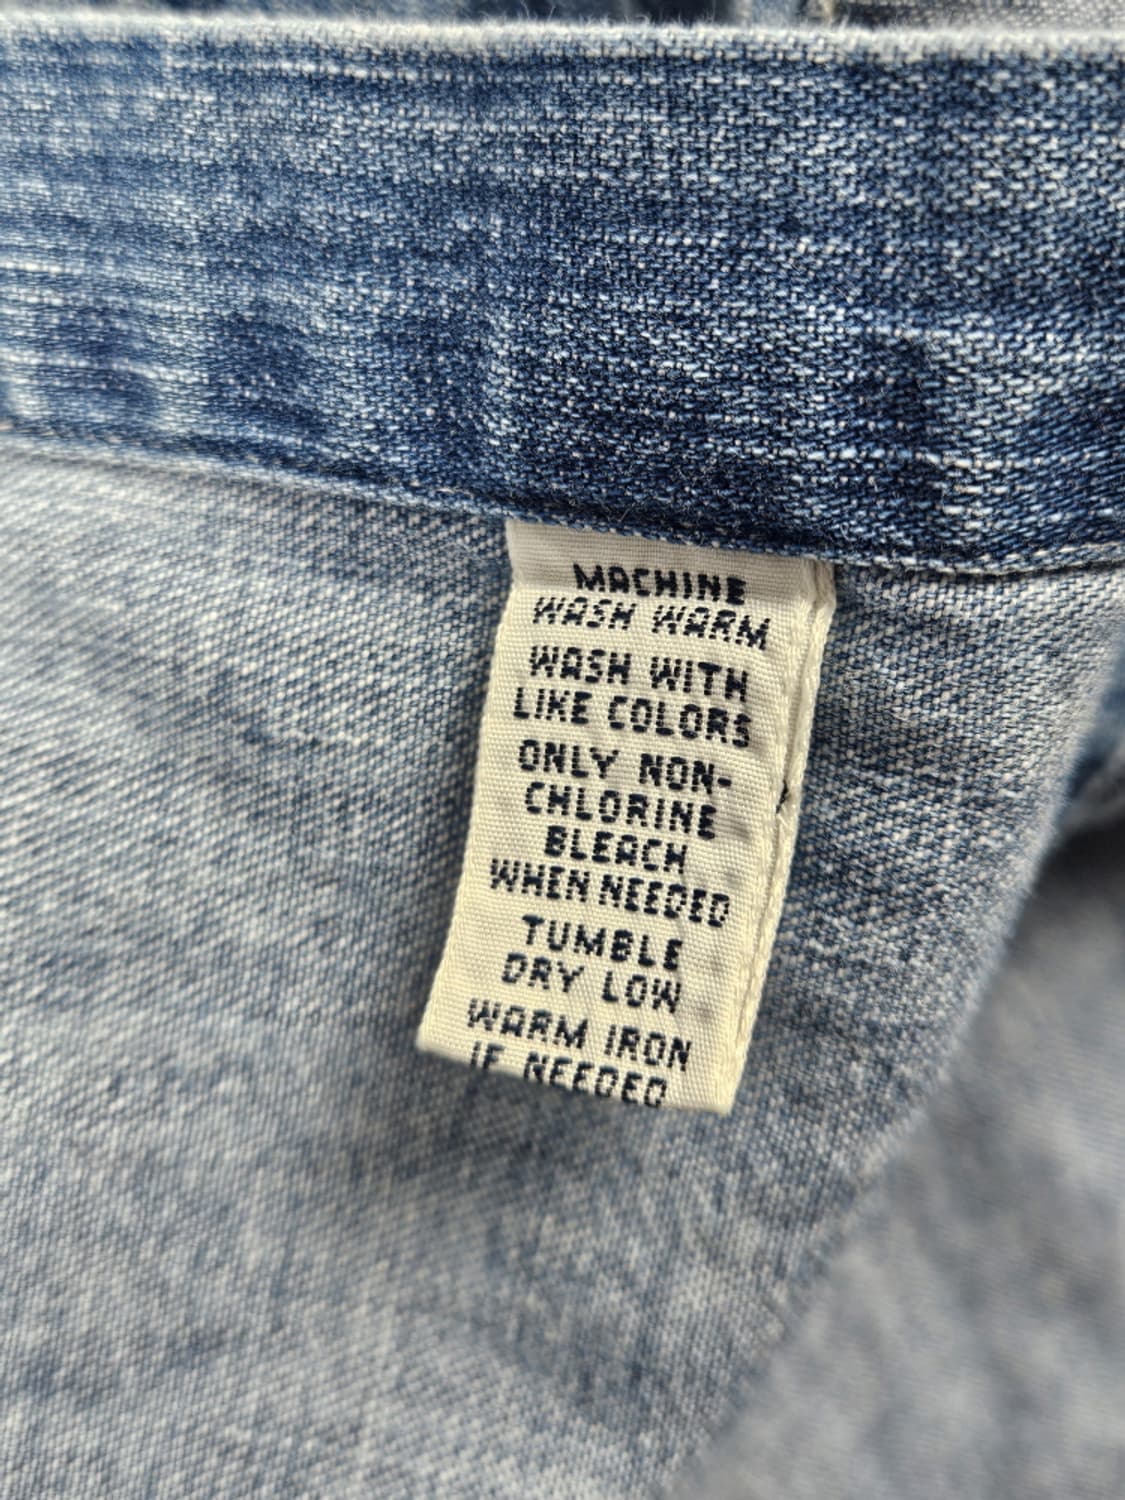 MACHINE
WASH WARM
WASH WITH
LIKE COLORS
ONLY NON-
CHLORINE
BLEACH
WHEN NEEDED
TUMBLE
DRY LOW
WARM IRON
IF NEEDED